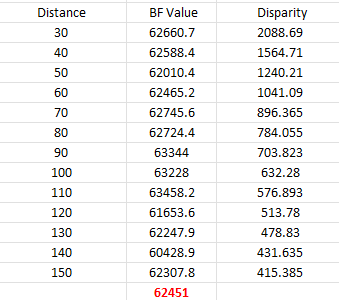 Distance BF Value Disparity
30 62660.7 2088.69
40 62588.4 1564.71
50 62010.4 1240.21
60 62465.2 1041.09
70 62745.6 896.365
80 62724.4 784.055
90 63344 703.823
100 63228 632.28
110 63458.2 576.893
120 61653.6 513.78
130 62247.9 478.83
140 60428.9 431.635
150 62307.8 415.385
62451